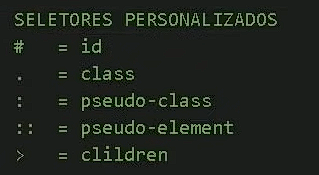 SELETORES PERSONALIZADOS
# = id
. = class
: = pseudo-class
:: = pseudo-element
> = clildren